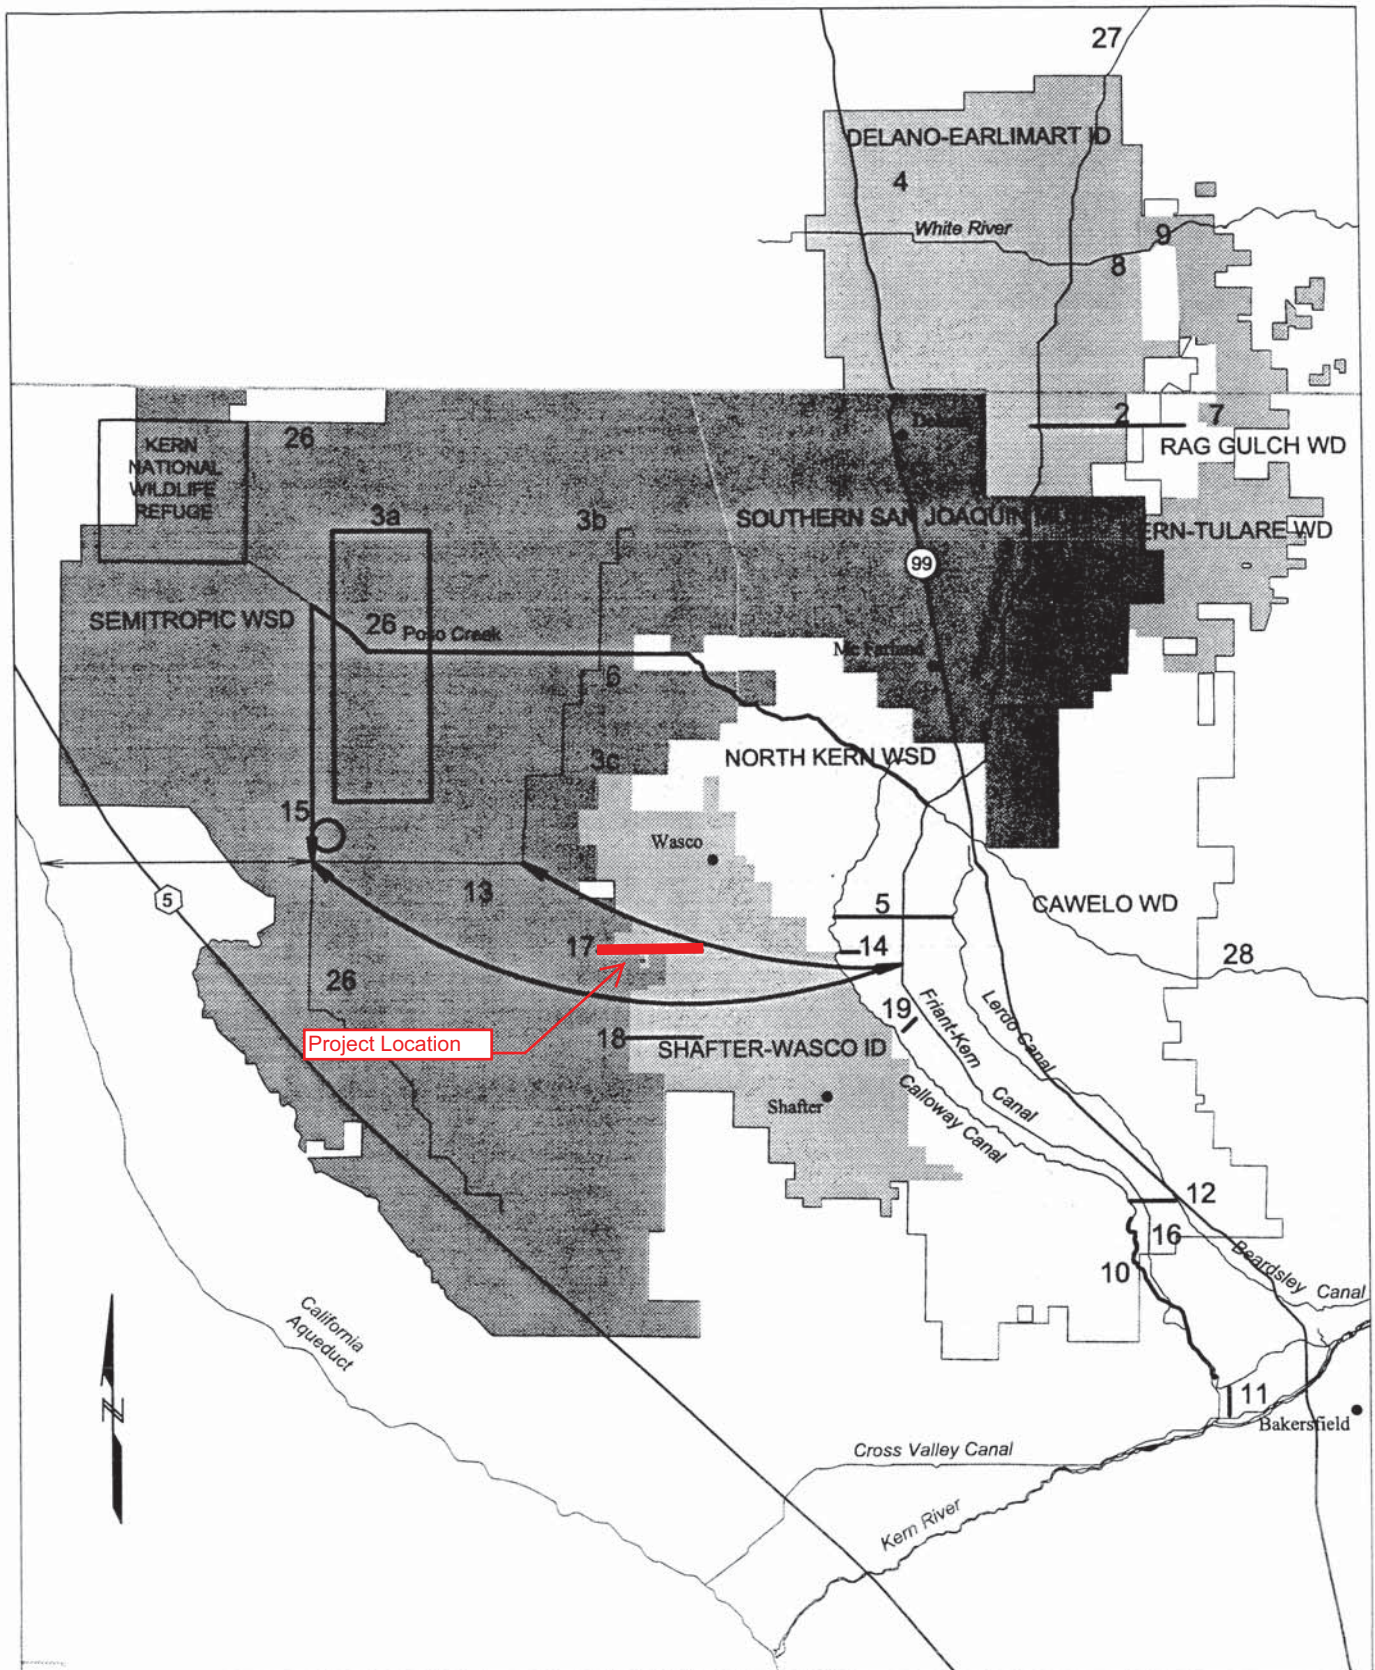 27
DELANO-EARLIMART ID
4
White River
9
8
26
KERN
NATIONAL
WILDLIFE
REFUGE
Delano
2
7
RAG GULCH WD
3a
3b
SOUTHERN SAN JOAQUIN
ERN-TULARE WD
99
SEMITROPIC WSD
26
Poso Creek
Mc Farland
6
3c
NORTH KERN WSD
15
Wasco
5
13
5
CAWELO WD
17
14
28
26
19
Friant-Kern
Canal
Lerdo Canal
Project Location
18
SHAFTER-WASCO ID
Calloway Canal
Shafter
12
16
10
Beardsley Canal
California
Aqueduct
N
11
Bakersfield
Cross Valley Canal
Kern River